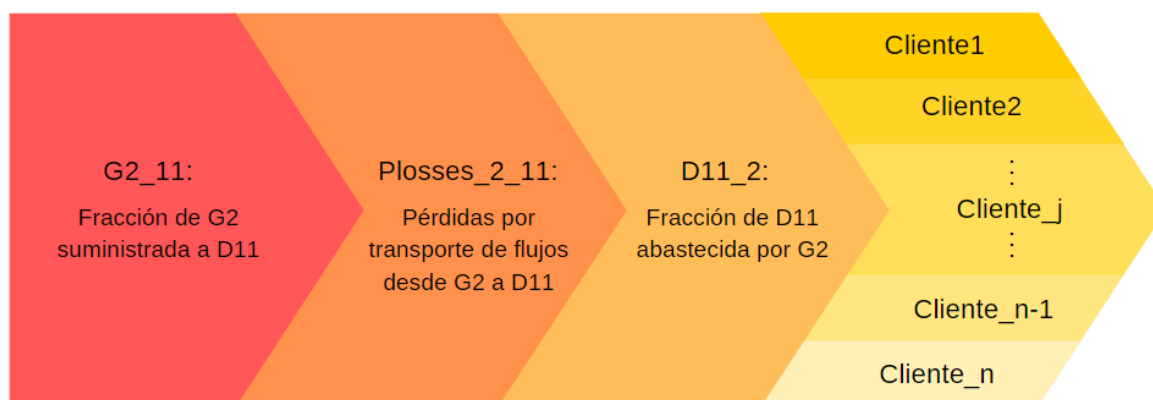 G2_11:
Fracción de G2
suministrada a D11
Plosses_2_11:
Pérdidas por
transporte de flujos
desde G2 a D11
D11_2:
Fracción de D11
abastecida por G2
Cliente1
Cliente2
⋮
Cliente_j
⋮
Cliente_n-1
Cliente_n